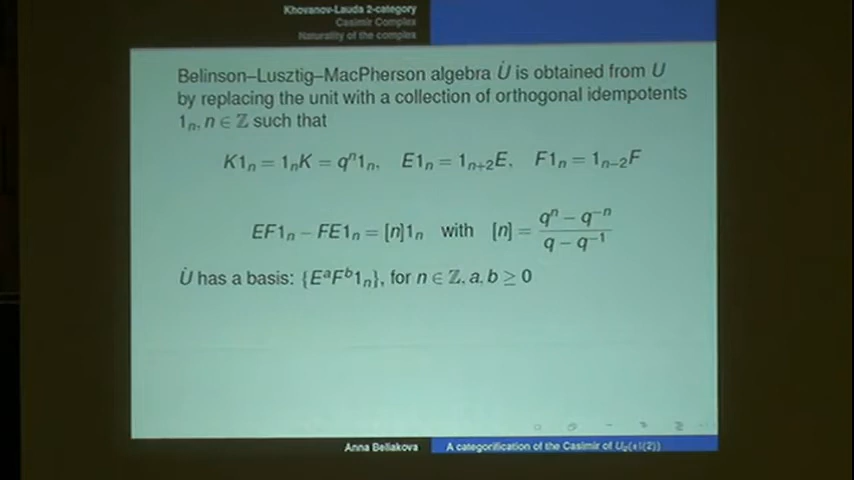 Khovanov-Lauda 2-category
Casimir Complex
Naturality of the complex
Belinson–Lusztig–MacPherson algebra U̇ is obtained from U
by replacing the unit with a collection of orthogonal idempotents
1ₙ, n ∈ ℤ such that
K1ₙ = 1ₙK = qⁿ1ₙ, E1ₙ = 1ₙ₊₂E, F1ₙ = 1ₙ₋₂F
EF1ₙ − FE1ₙ = [n]1ₙ with [n] = (qⁿ − q⁻ⁿ)/(q − q⁻¹)
U̇ has a basis: {EᵃFᵇ1ₙ}, for n ∈ ℤ, a, b ≥ 0
Anna Beliakova A categorification of the Casimir of U_q(sl(2))